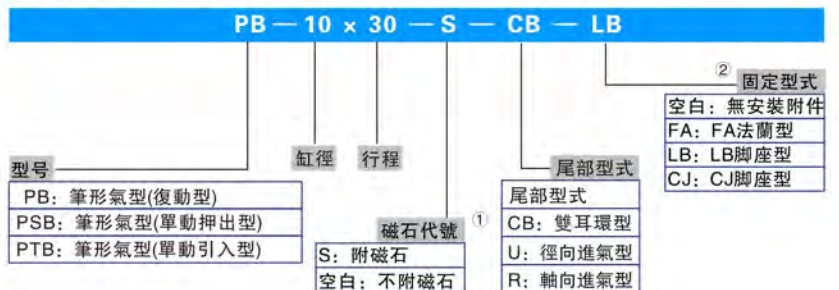 PB — 10 × 30 — S — CB — LB
型号
PB：筆形氣型(復動型)
PSB：筆形氣型(單動押出型)
PTB：筆形氣型(單動引入型)
缸徑
行程
磁石代號 ①
S：附磁石
空白：不附磁石
尾部型式
尾部型式
CB：雙耳環型
U：徑向進氣型
R：軸向進氣型
② 固定型式
空白：無安裝附件
FA：FA法蘭型
LB：LB脚座型
CJ：CJ脚座型